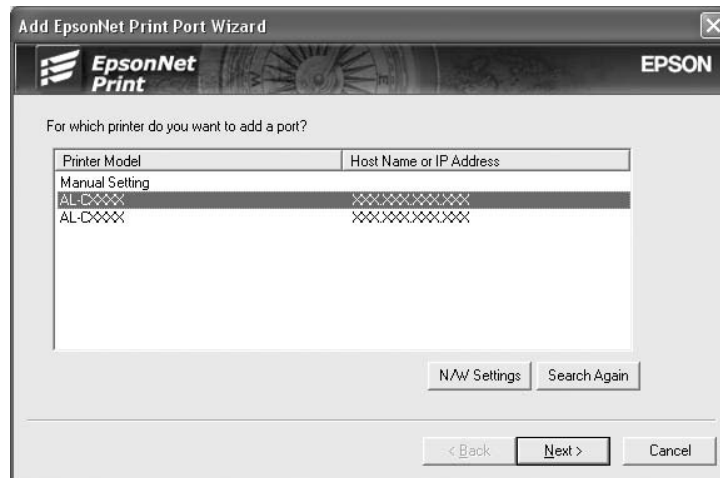 Add EpsonNet Print Port Wizard
EpsonNet
Print
EPSON
For which printer do you want to add a port?
Printer Model Host Name or IP Address
Manual Setting
AL-CXXXX XXX.XXX.XXX.XXX
AL-CXXXX XXX.XXX.XXX.XXX
N/W Settings Search Again
< Back Next > Cancel